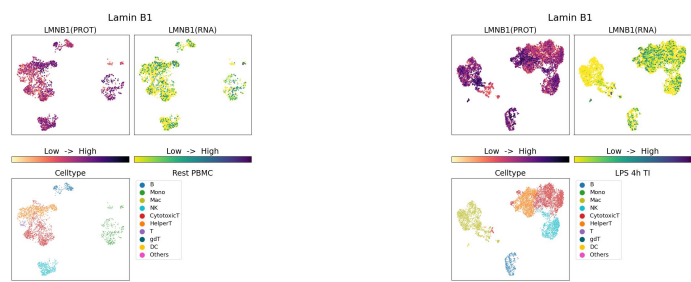 Lamin B1
LMNB1(PROT)
LMNB1(RNA)
Low -> High
Low -> High
Celltype
Rest PBMC
B
Mono
Mac
NK
CytotoxicT
HelperT
T
gdT
DC
Others
Lamin B1
LMNB1(PROT)
LMNB1(RNA)
Low -> High
Low -> High
Celltype
LPS 4h TI
B
Mono
Mac
NK
CytotoxicT
HelperT
T
gdT
DC
Others